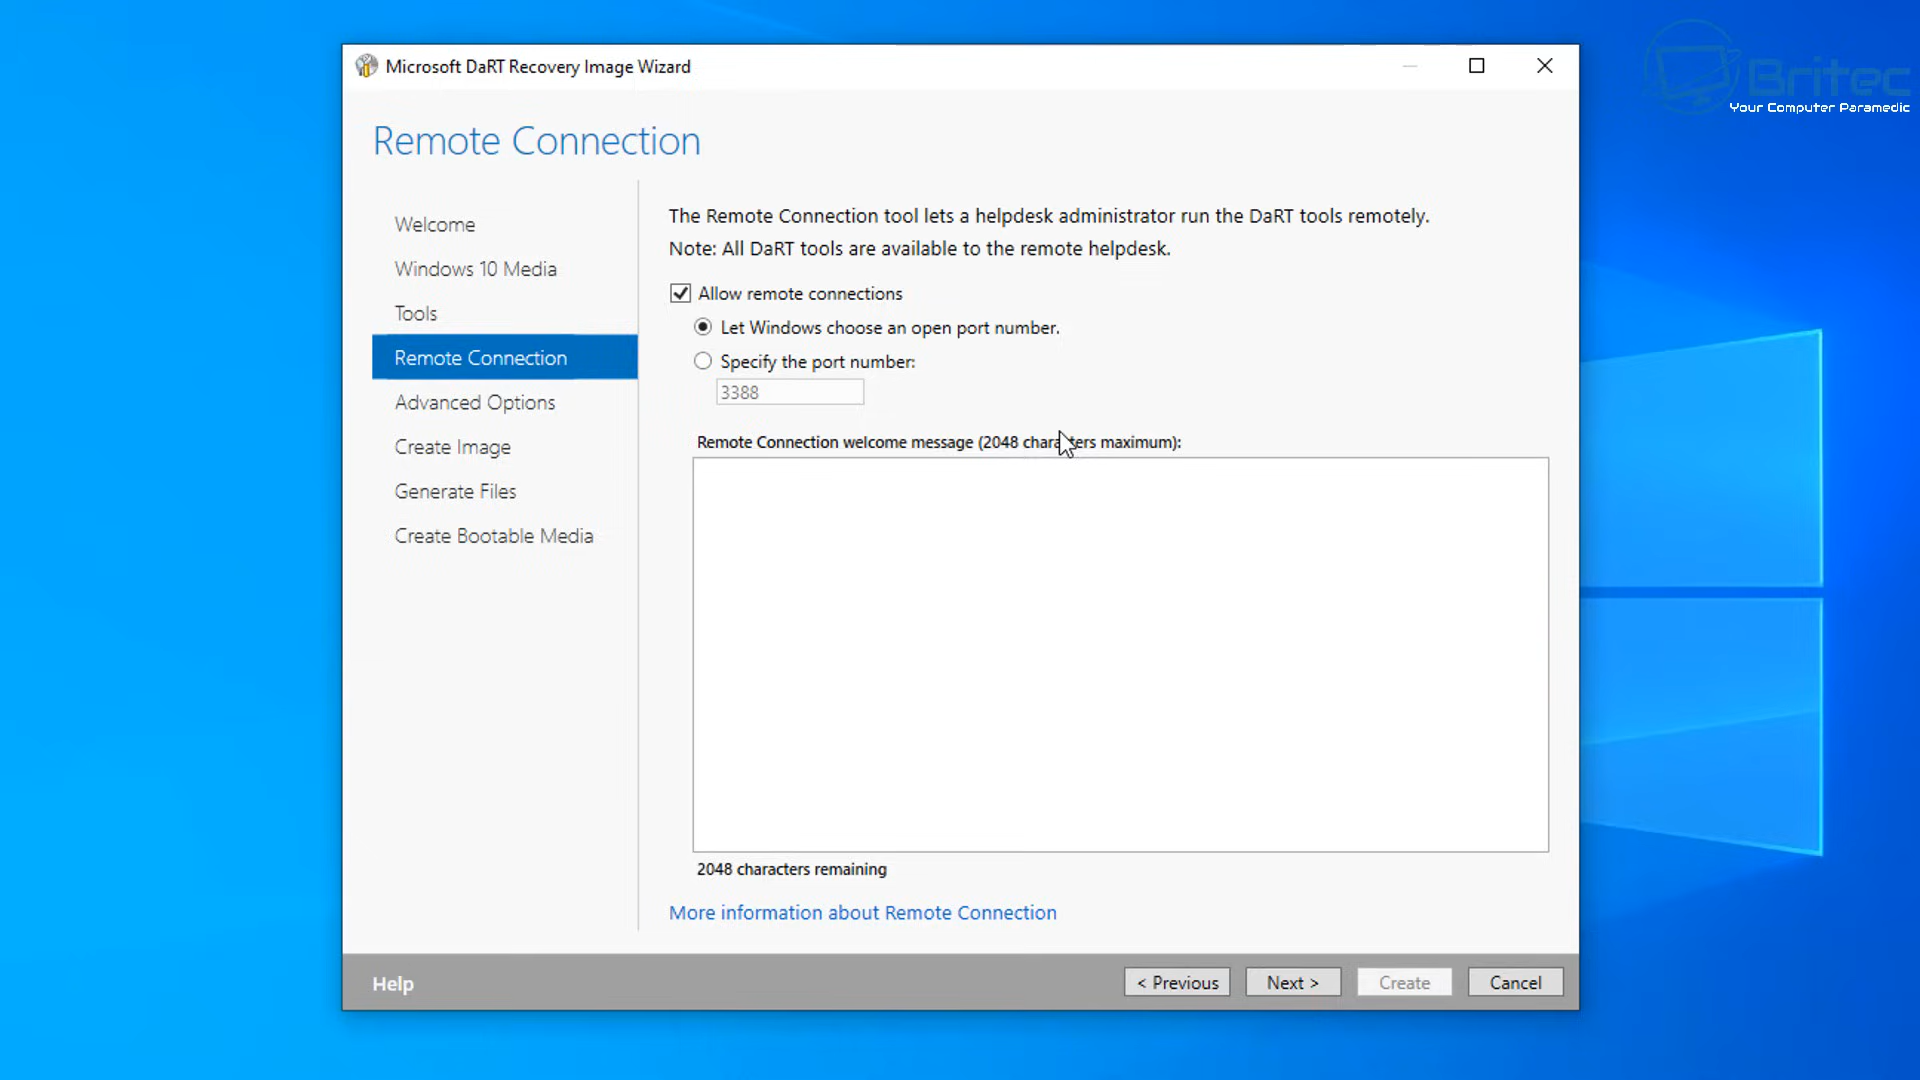 Microsoft DaRT Recovery Image Wizard
Britec
Your Computer Paramedic
Remote Connection
Welcome
Windows 10 Media
Tools
Remote Connection
Advanced Options
Create Image
Generate Files
Create Bootable Media
The Remote Connection tool lets a helpdesk administrator run the DaRT tools remotely.
Note: All DaRT tools are available to the remote helpdesk.
Allow remote connections
Let Windows choose an open port number.
Specify the port number:
3388
Remote Connection welcome message (2048 characters maximum):
2048 characters remaining
More information about Remote Connection
Help
< Previous
Next >
Create
Cancel